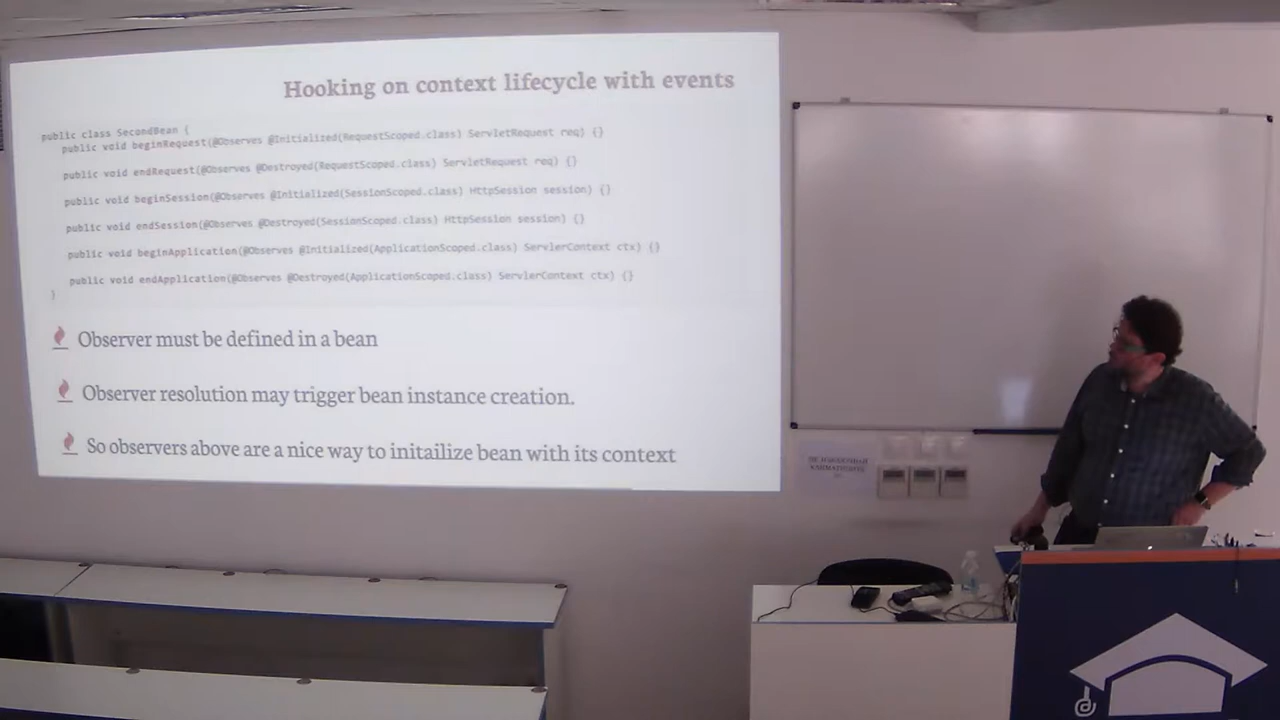 Hooking on context lifecycle with events
public class SecondBean {
public void beginRequest(@Observes @Initialized(RequestScoped.class) ServletRequest req) {}
public void endRequest(@Observes @Destroyed(RequestScoped.class) ServletRequest req) {}
public void beginSession(@Observes @Initialized(SessionScoped.class) HttpSession session) {}
public void endSession(@Observes @Destroyed(SessionScoped.class) HttpSession session) {}
public void beginApplication(@Observes @Initialized(ApplicationScoped.class) ServlerContext ctx) {}
public void endApplication(@Observes @Destroyed(ApplicationScoped.class) ServlerContext ctx) {}
}
Observer must be defined in a bean
Observer resolution may trigger bean instance creation.
So observers above are a nice way to initailize bean with its context